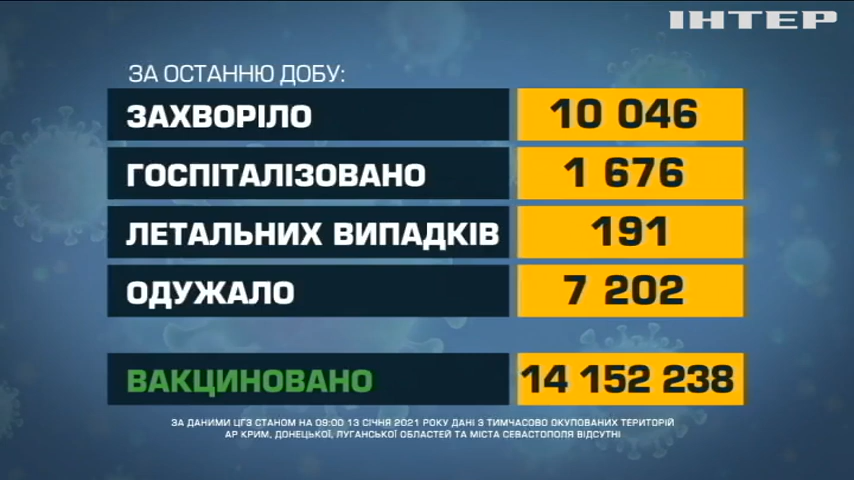 ІНТЕР
ЗА ОСТАННЮ ДОБУ:
ЗАХВОРІЛО 10 046
ГОСПІТАЛІЗОВАНО 1 676
ЛЕТАЛЬНИХ ВИПАДКІВ 191
ОДУЖАЛО 7 202
ВАКЦИНОВАНО 14 152 238
ЗА ДАНИМИ ЦГЗ СТАНОМ НА 09:00 13 СІЧНЯ 2021 РОКУ ДАНІ З ТИМЧАСОВО ОКУПОВАНИХ ТЕРИТОРІЙ
АР КРИМ, ДОНЕЦЬКОЇ, ЛУГАНСЬКОЇ ОБЛАСТЕЙ ТА МІСТА СЕВАСТОПОЛЯ ВІДСУТНІ